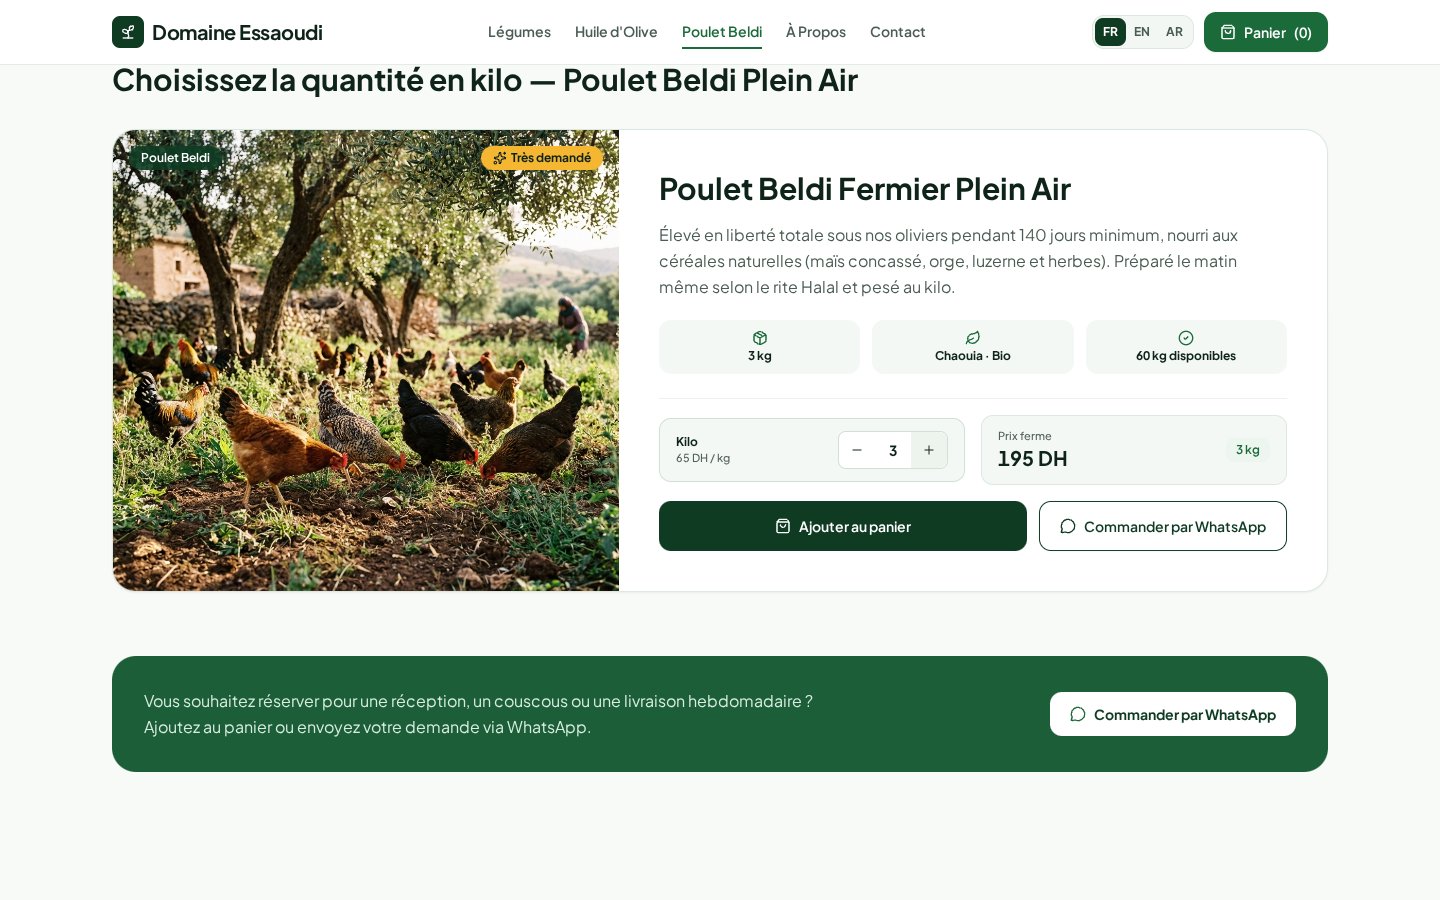 Domaine Essaoudi
Légumes
Huile d'Olive
Poulet Beldi
À Propos
Contact
FR
EN
AR
Panier (0)
Choisissez la quantité en kilo — Poulet Beldi Plein Air
Poulet Beldi
Très demandé
Poulet Beldi Fermier Plein Air
Élevé en liberté totale sous nos oliviers pendant 140 jours minimum, nourri aux
céréales naturelles (maïs concassé, orge, luzerne et herbes). Préparé le matin
même selon le rite Halal et pesé au kilo.
3 kg
Chaouia · Bio
60 kg disponibles
Kilo
65 DH / kg
− 3 +
Prix ferme
195 DH
3 kg
Ajouter au panier
Commander par WhatsApp
Vous souhaitez réserver pour une réception, un couscous ou une livraison hebdomadaire ?
Ajoutez au panier ou envoyez votre demande via WhatsApp.
Commander par WhatsApp